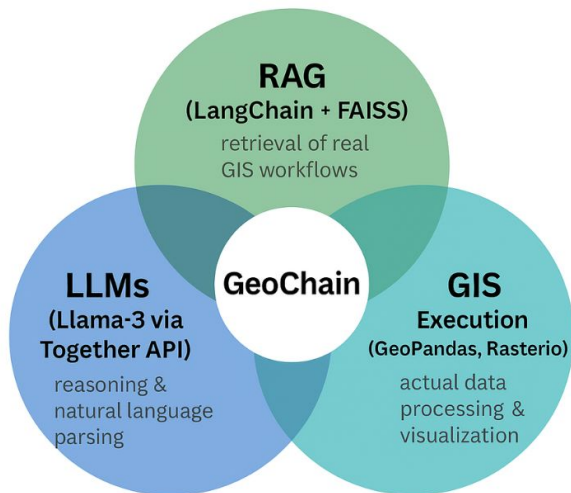 RAG
(LangChain + FAISS)
retrieval of real
GIS workflows
GeoChain
LLMs
(Llama-3 via
Together API)
reasoning &
natural language
parsing
GIS
Execution
(GeoPandas, Rasterio)
actual data
processing &
visualization